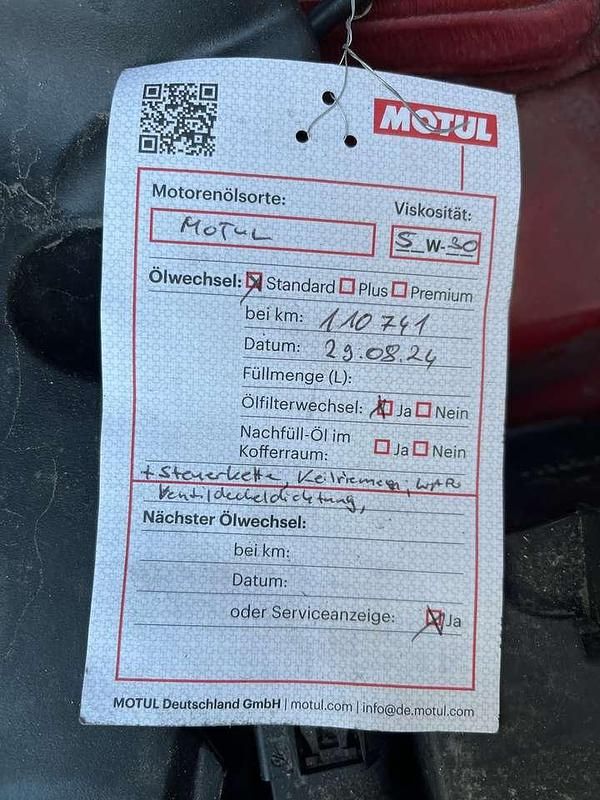 MOTUL
Motorenölsorte:
Viskosität:
MOTUL
5 W-30
Ölwechsel: Standard Plus Premium
bei km: 110741
Datum: 29.08.24
Füllmenge (L):
Ölfilterwechsel: Ja Nein
Nachfüll-Öl im
Kofferraum: Ja Nein
+ Steuerkette, Keilriemen,
Ventildeckeldichtung,
Nächster Ölwechsel:
bei km:
Datum:
oder Serviceanzeige: Ja
MOTUL Deutschland GmbH | motul.com | info@de.motul.com